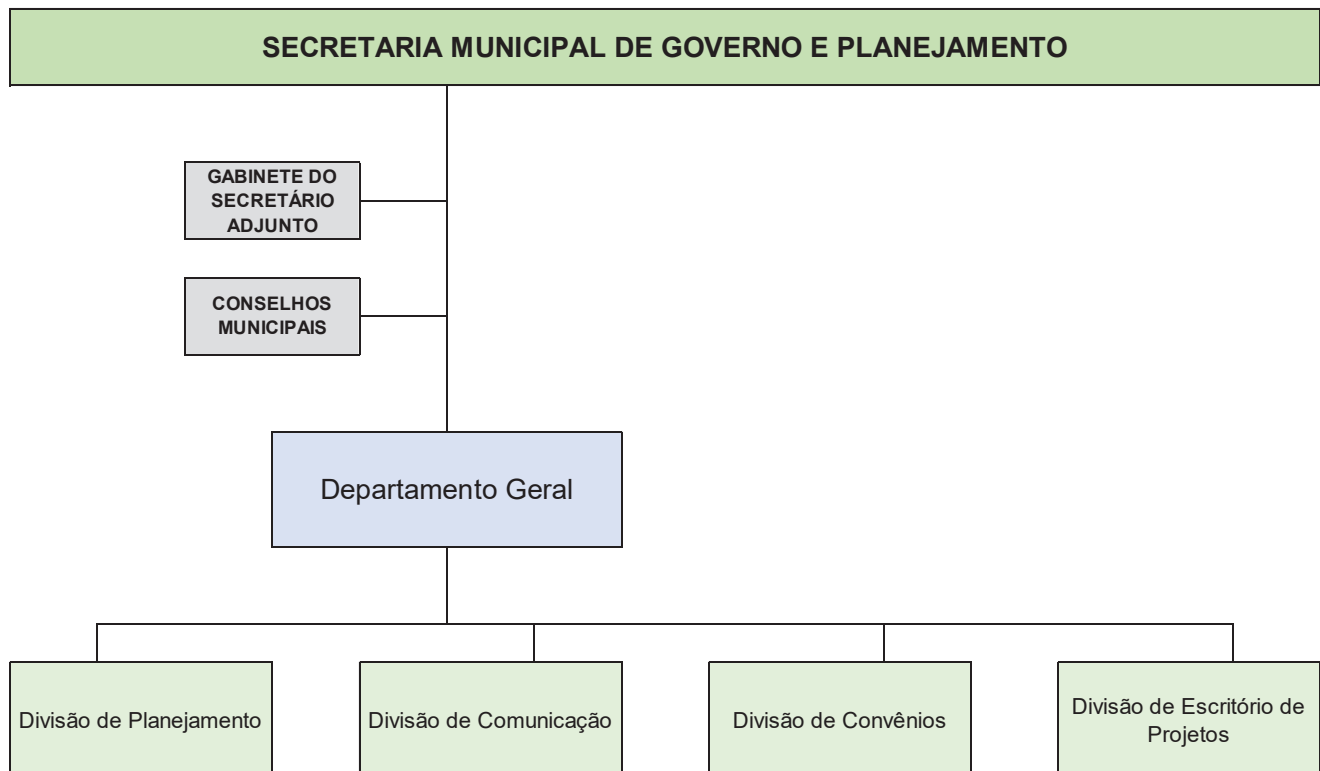 SECRETARIA MUNICIPAL DE GOVERNO E PLANEJAMENTO
GABINETE DO
SECRETÁRIO
ADJUNTO
CONSELHOS
MUNICIPAIS
Departamento Geral
Divisão de Planejamento
Divisão de Comunicação
Divisão de Convênios
Divisão de Escritório de
Projetos